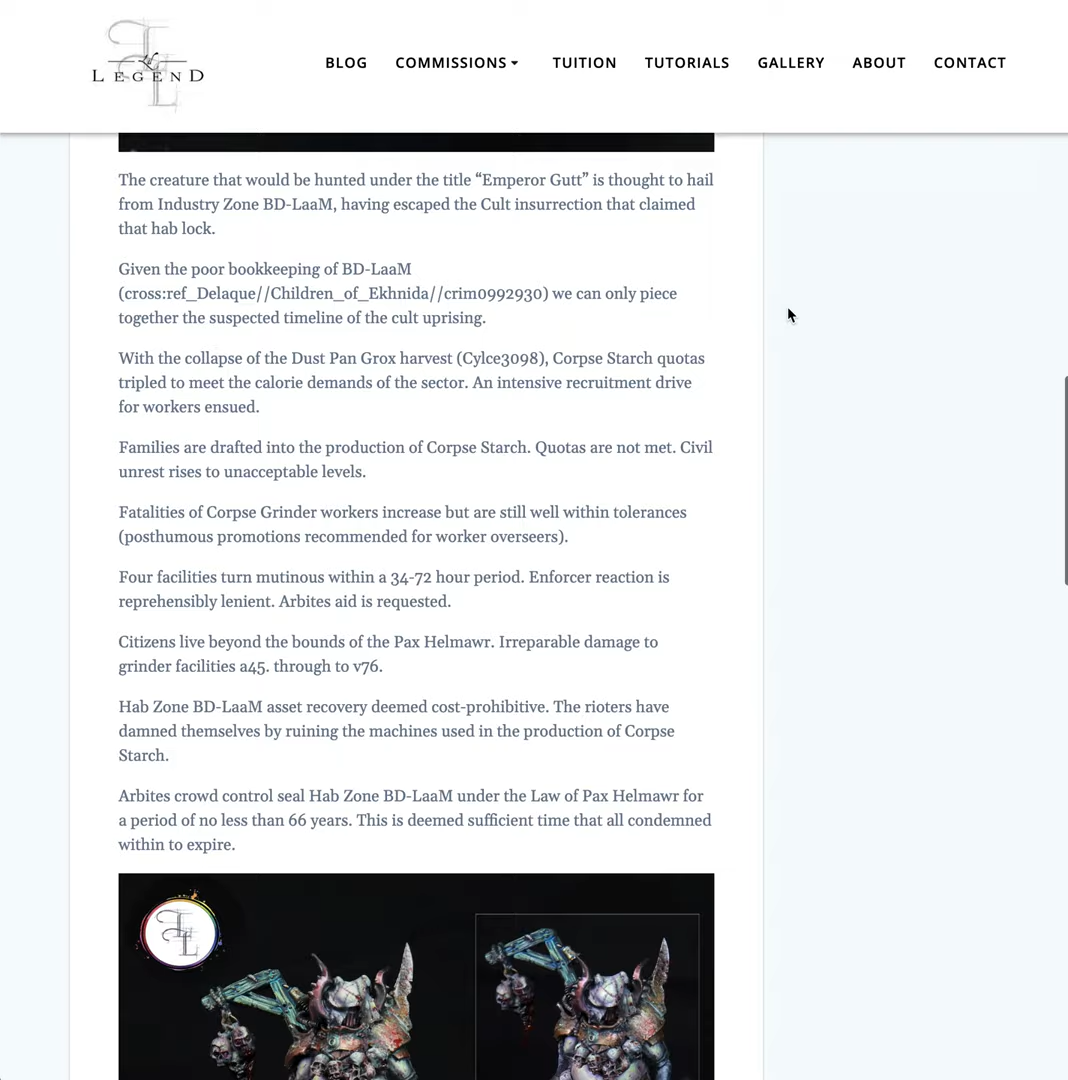 LEGEND
BLOG COMMISSIONS TUITION TUTORIALS GALLERY ABOUT CONTACT
The creature that would be hunted under the title “Emperor Gutt” is thought to hail
from Industry Zone BD-LaaM, having escaped the Cult insurrection that claimed
that hab lock.
Given the poor bookkeeping of BD-LaaM
(cross:ref_Delaque//Children_of_Ekhnida//crim0992930) we can only piece
together the suspected timeline of the cult uprising.
With the collapse of the Dust Pan Grox harvest (Cylce3098), Corpse Starch quotas
tripled to meet the calorie demands of the sector. An intensive recruitment drive
for workers ensued.
Families are drafted into the production of Corpse Starch. Quotas are not met. Civil
unrest rises to unacceptable levels.
Fatalities of Corpse Grinder workers increase but are still well within tolerances
(posthumous promotions recommended for worker overseers).
Four facilities turn mutinous within a 34-72 hour period. Enforcer reaction is
reprehensibly lenient. Arbites aid is requested.
Citizens live beyond the bounds of the Pax Helmawr. Irreparable damage to
grinder facilities a45. through to v76.
Hab Zone BD-LaaM asset recovery deemed cost-prohibitive. The rioters have
damned themselves by ruining the machines used in the production of Corpse
Starch.
Arbites crowd control seal Hab Zone BD-LaaM under the Law of Pax Helmawr for
a period of no less than 66 years. This is deemed sufficient time that all condemned
within to expire.